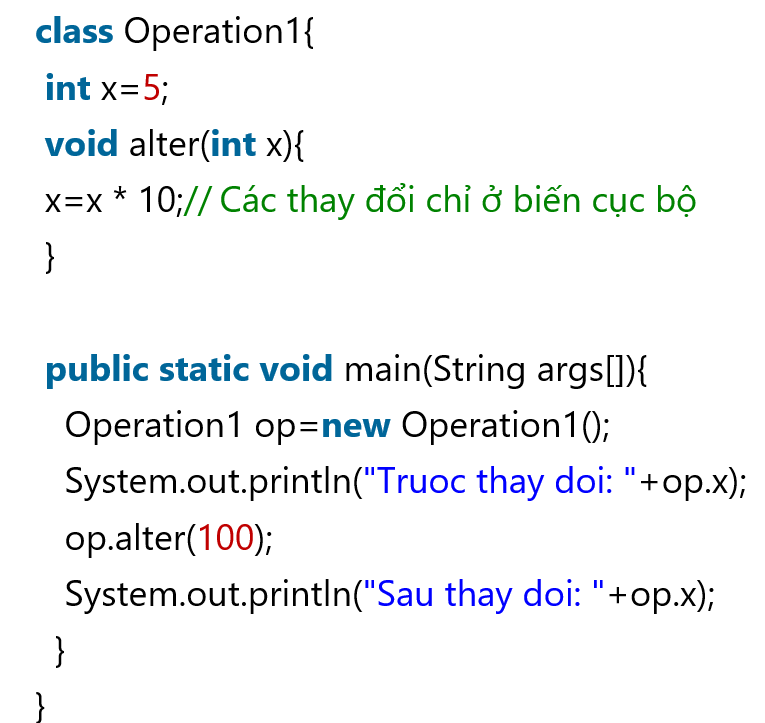 class Operation1{
int x=5;
void alter(int x){
x=x * 10;// Các thay đổi chỉ ở biến cục bộ
}
public static void main(String args[]){
Operation1 op=new Operation1();
System.out.println("Truoc thay doi: "+op.x);
op.alter(100);
System.out.println("Sau thay doi: "+op.x);
}
}